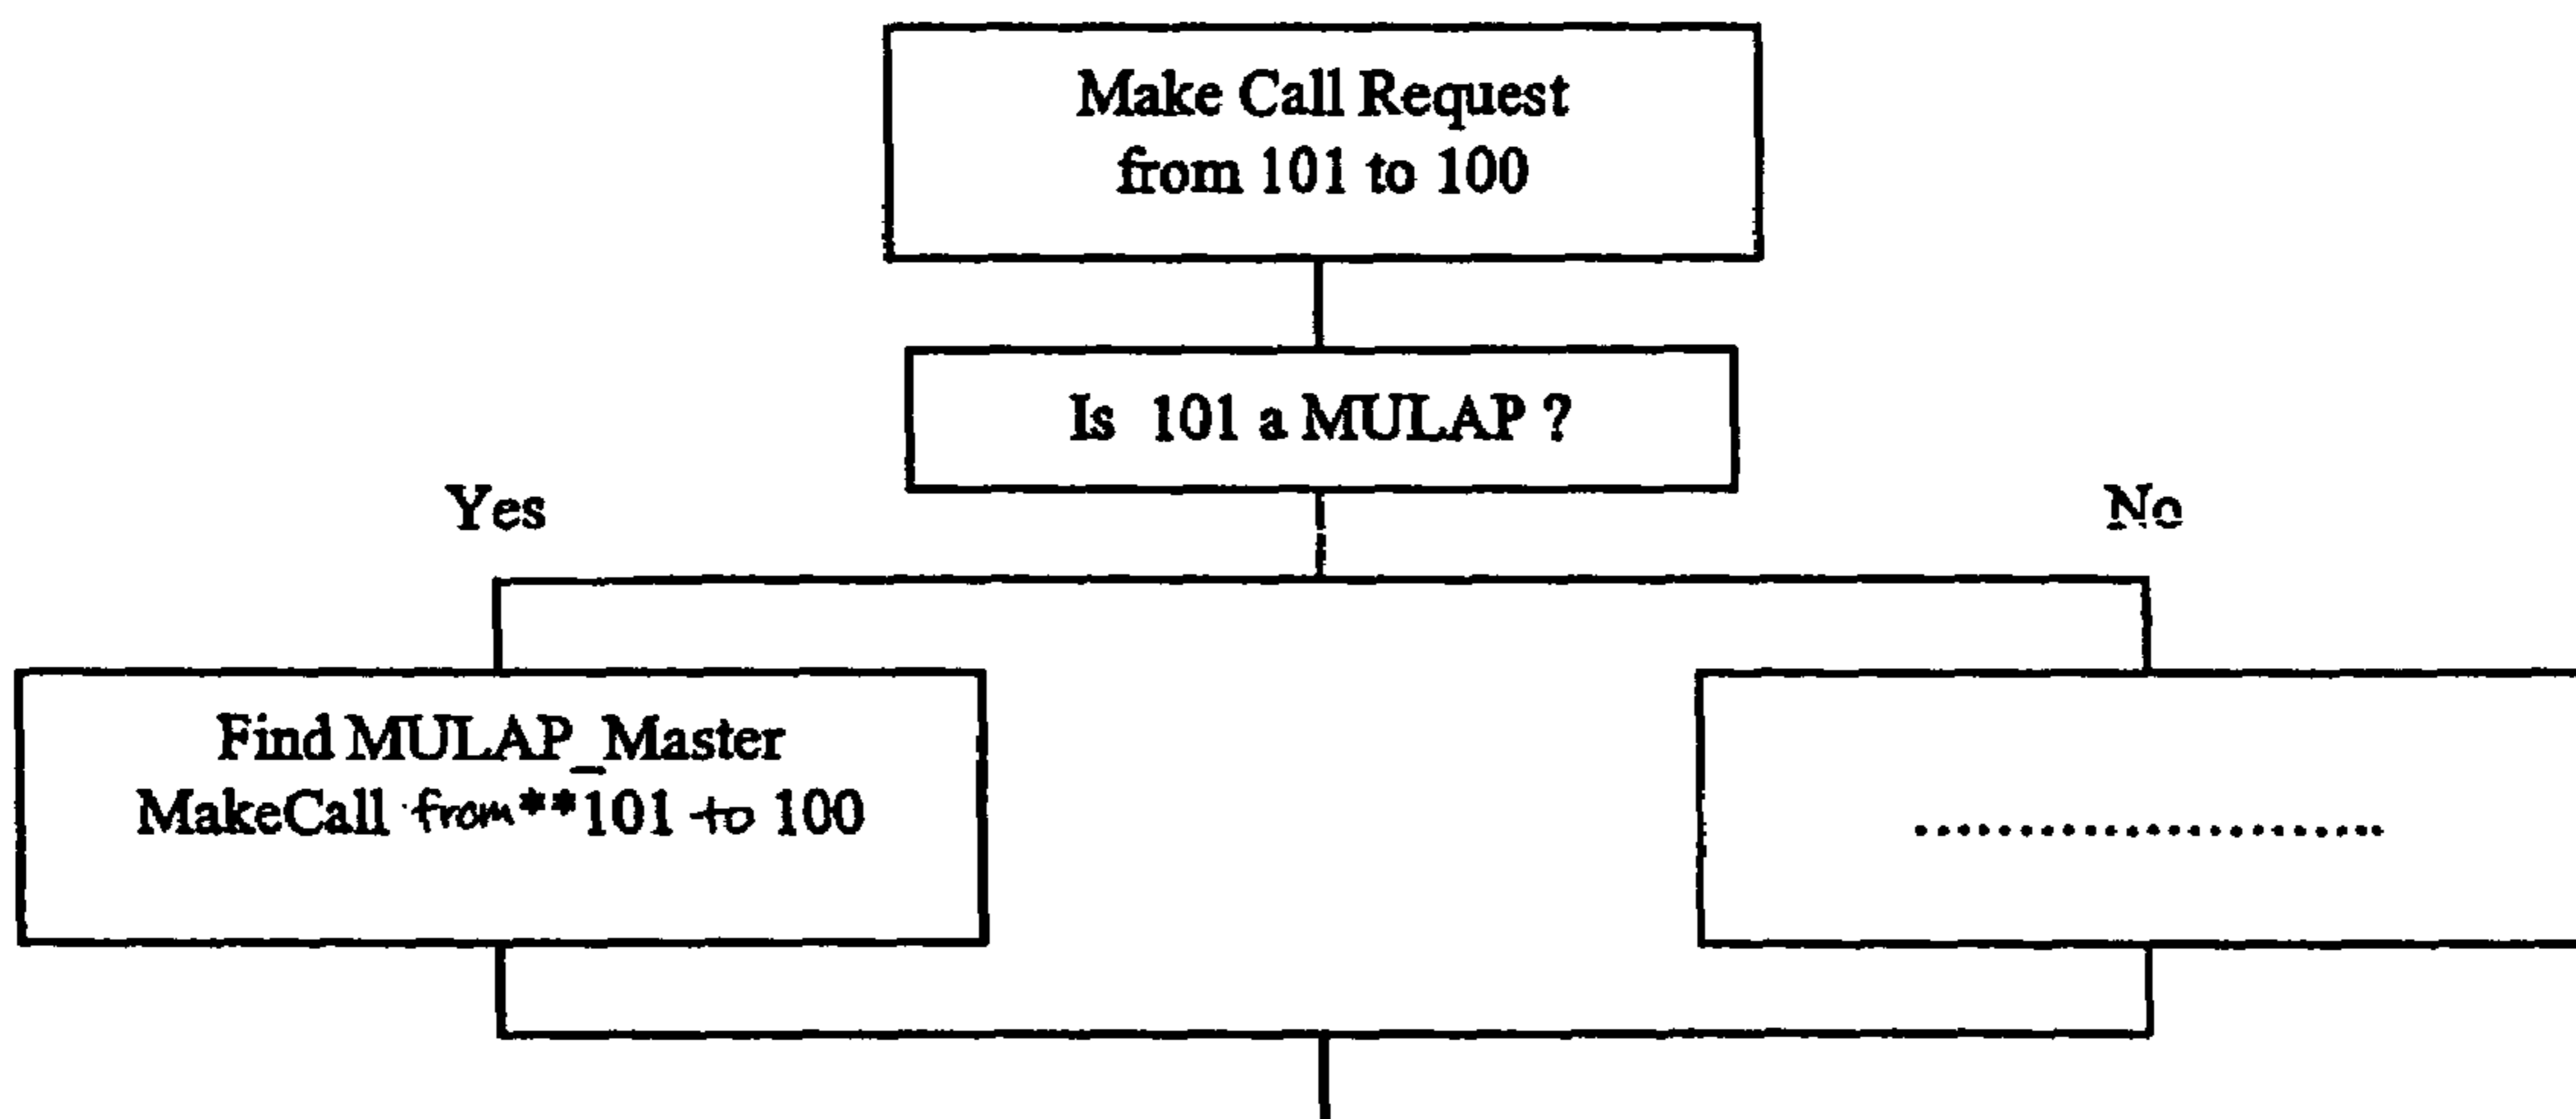 Make Call Request
from 101 to 100
Is 101 a MULAP ?
Yes
No
Find MULAP_Master
MakeCall from **101 to 100
.......................